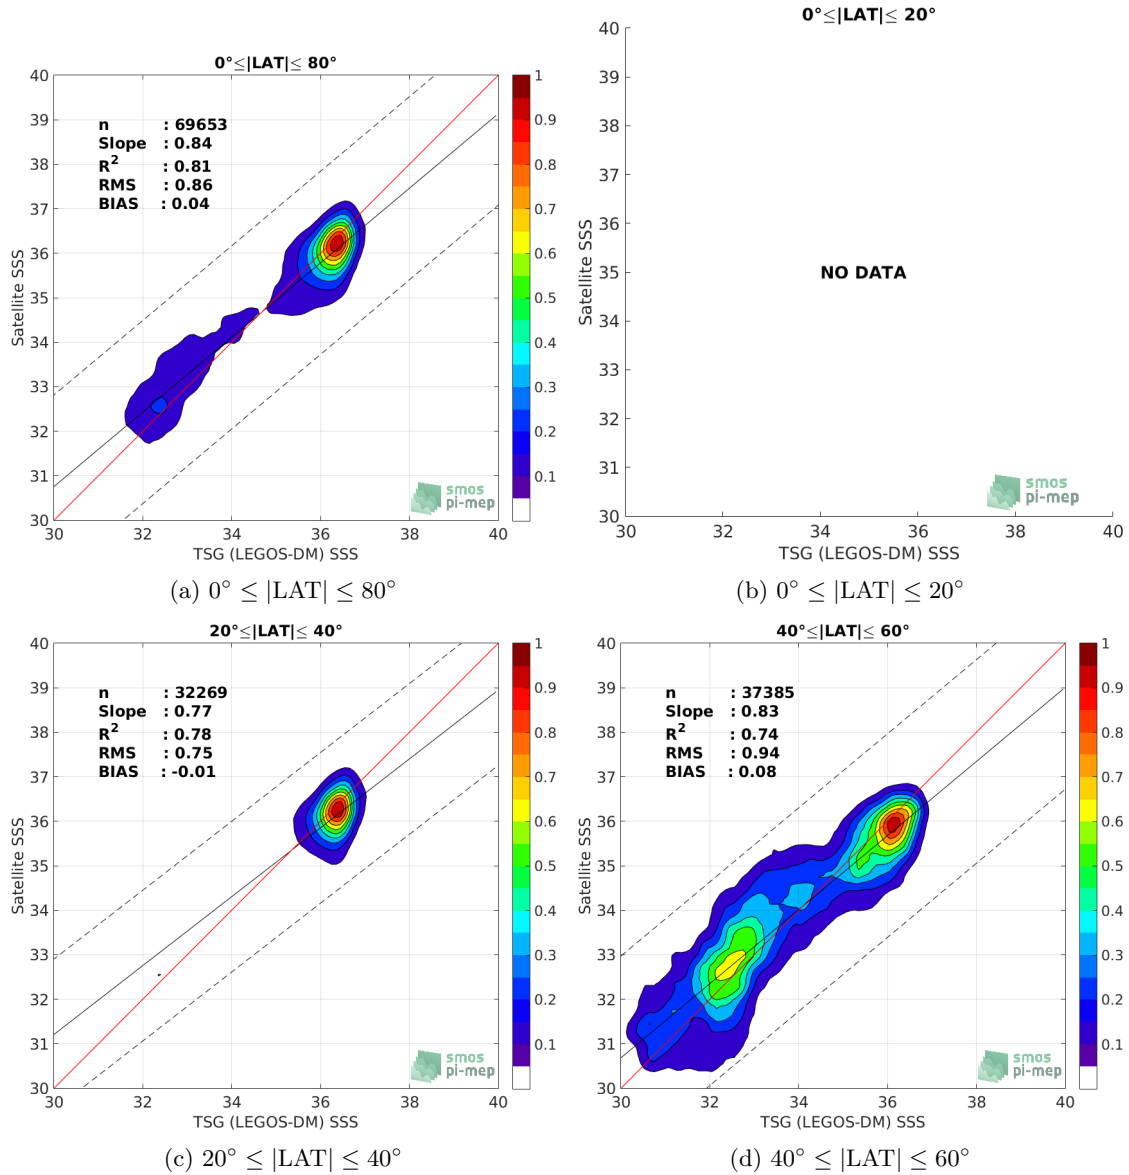 0°≤|LAT|≤ 80°
40
39
38
37
36
35
34
33
32
31
30
Satellite SSS
n : 69653
Slope : 0.84
R2 : 0.81
RMS : 0.86
BIAS : 0.04
1
0.9
0.8
0.7
0.6
0.5
0.4
0.3
0.2
0.1
smos
pi-mep
30 32 34 36 38 40
TSG (LEGOS-DM) SSS
(a) 0° ≤ |LAT| ≤ 80°
0°≤|LAT|≤ 20°
40
39
38
37
36
35
34
33
32
31
30
Satellite SSS
NO DATA
smos
pi-mep
30 32 34 36 38 40
TSG (LEGOS-DM) SSS
(b) 0° ≤ |LAT| ≤ 20°
20°≤|LAT|≤ 40°
40
39
38
37
36
35
34
33
32
31
30
Satellite SSS
n : 32269
Slope : 0.77
R2 : 0.78
RMS : 0.75
BIAS : -0.01
1
0.9
0.8
0.7
0.6
0.5
0.4
0.3
0.2
0.1
smos
pi-mep
30 32 34 36 38 40
TSG (LEGOS-DM) SSS
(c) 20° ≤ |LAT| ≤ 40°
40°≤|LAT|≤ 60°
40
39
38
37
36
35
34
33
32
31
30
Satellite SSS
n : 37385
Slope : 0.83
R2 : 0.74
RMS : 0.94
BIAS : 0.08
1
0.9
0.8
0.7
0.6
0.5
0.4
0.3
0.2
0.1
smos
pi-mep
30 32 34 36 38 40
TSG (LEGOS-DM) SSS
(d) 40° ≤ |LAT| ≤ 60°